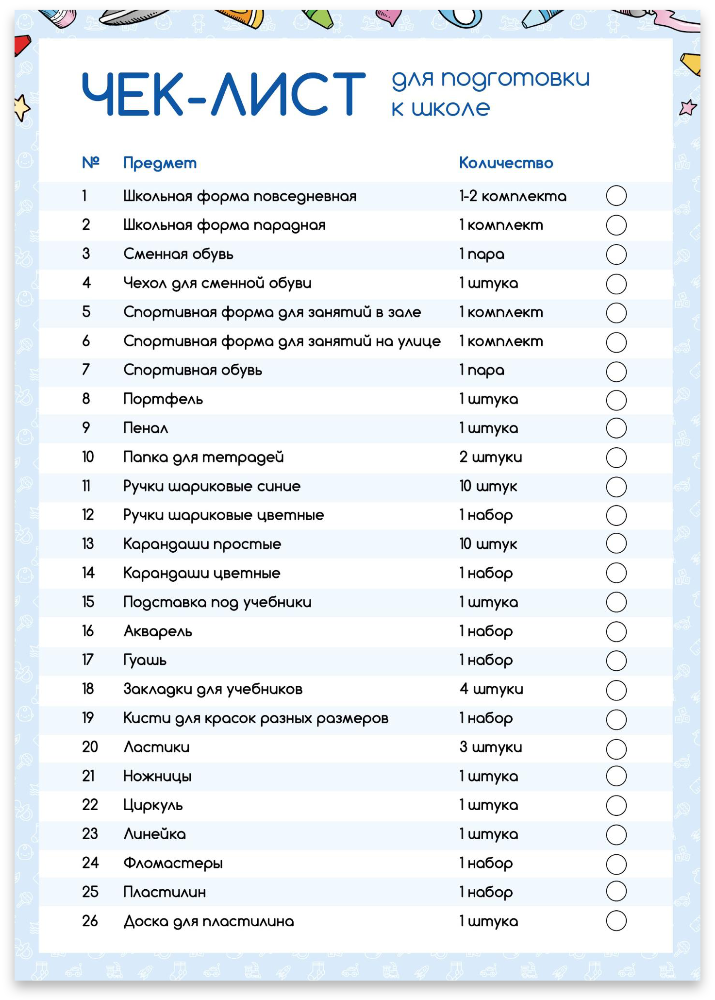 ЧЕК-ЛИСТ для подготовки
к школе
№ Предмет Количество
1 Школьная форма повседневная 1-2 комплекта
2 Школьная форма парадная 1 комплект
3 Сменная обувь 1 пара
4 Чехол для сменной обуви 1 штука
5 Спортивная форма для занятий в зале 1 комплект
6 Спортивная форма для занятий на улице 1 комплект
7 Спортивная обувь 1 пара
8 Портфель 1 штука
9 Пенал 1 штука
10 Папка для тетрадей 2 штуки
11 Ручки шариковые синие 10 штук
12 Ручки шариковые цветные 1 набор
13 Карандаши простые 10 штук
14 Карандаши цветные 1 набор
15 Подставка под учебники 1 штука
16 Акварель 1 набор
17 Гуашь 1 набор
18 Закладки для учебников 4 штуки
19 Кисти для красок разных размеров 1 набор
20 Ластики 3 штуки
21 Ножницы 1 штука
22 Циркуль 1 штука
23 Линейка 1 штука
24 Фломастеры 1 набор
25 Пластилин 1 набор
26 Доска для пластилина 1 штука